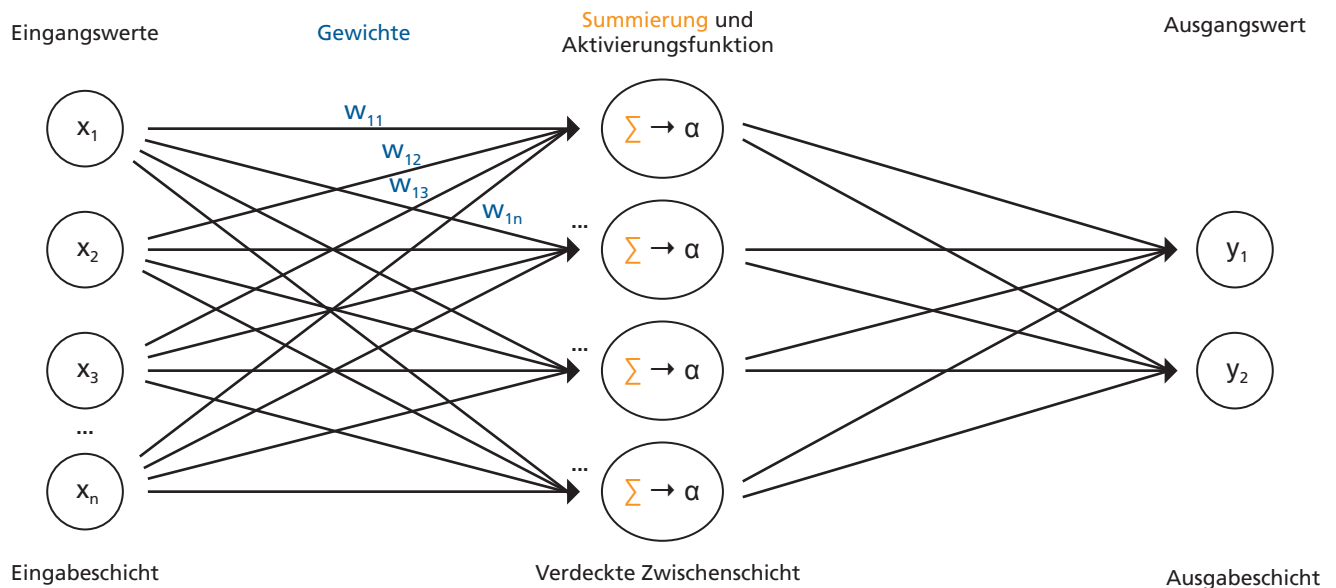 Eingangswerte
Gewichte
Summierung und
Aktivierungsfunktion
Ausgangswert
x₁
w₁₁
∑ → α
w₁₂
w₁₃
w₁ₙ
...
x₂
∑ → α
y₁
...
x₃
∑ → α
y₂
...
...
xₙ
∑ → α
Eingabeschicht
Verdeckte Zwischenschicht
Ausgabeschicht